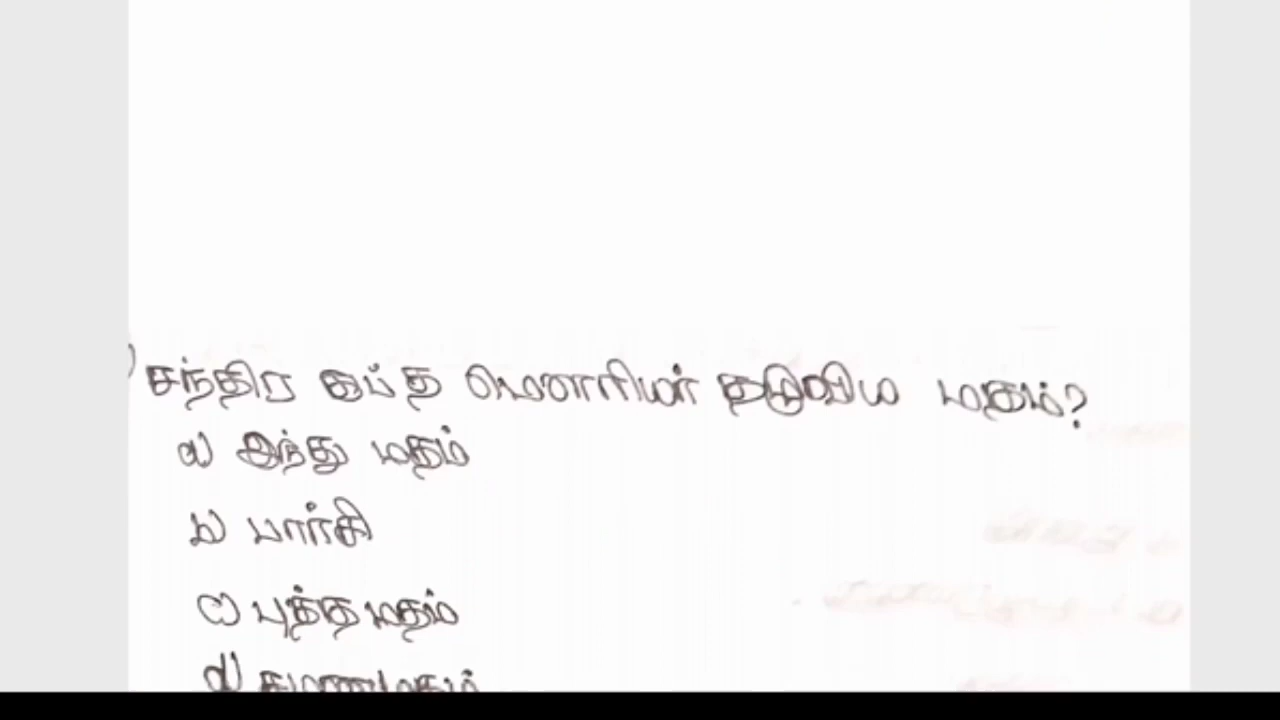 ) சந்திர குப்த மௌரியர் தழுவிய மதம்?
a) இந்து மதம்
b) பார்சி
c) புத்த மதம்
d)